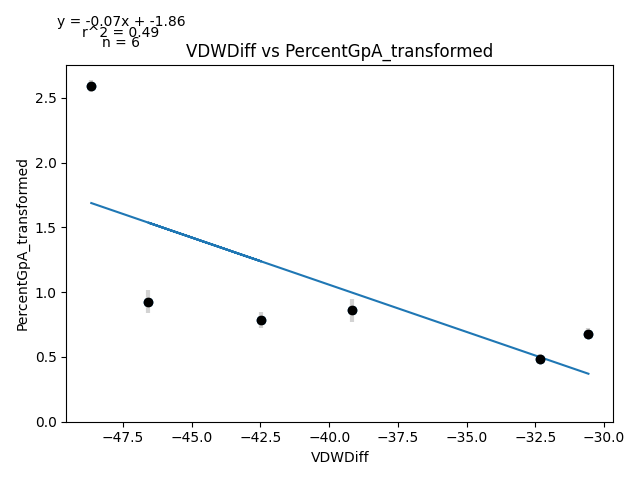 y = -0.07x + -1.86
r^2 = 0.49
n = 6
VDWDiff vs PercentGpA_transformed
PercentGpA_transformed
2.5
2.0
1.5
1.0
0.5
0.0
−47.5 −45.0 −42.5 −40.0 −37.5 −35.0 −32.5 −30.0
VDWDiff